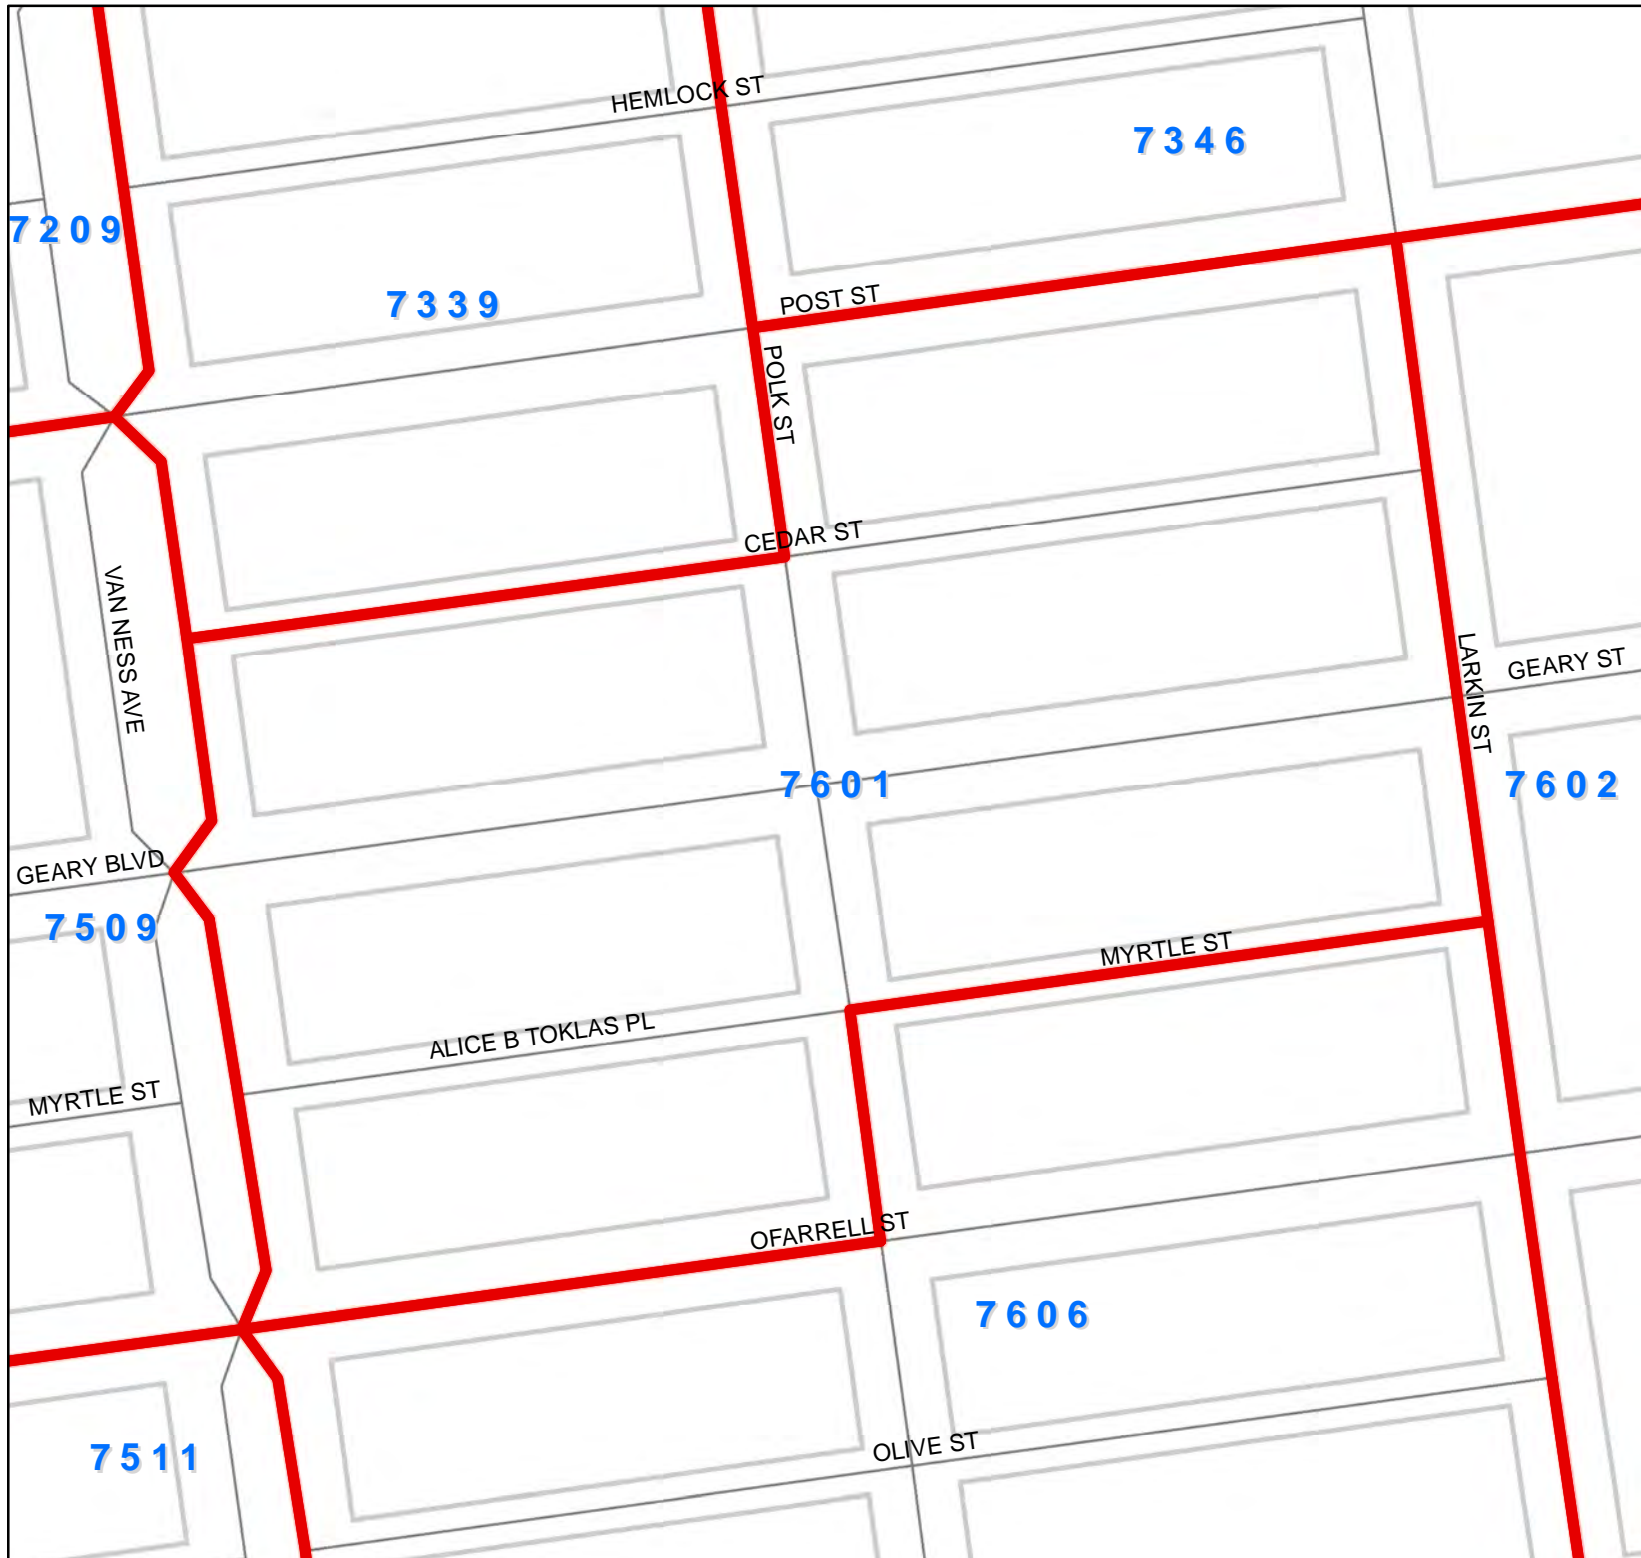 HEMLOCK ST
7346
7209
7339
POST ST
POLK ST
CEDAR ST
VAN NESS AVE
LARKIN ST
GEARY ST
7601
7602
GEARY BLVD
7509
MYRTLE ST
ALICE B TOKLAS PL
MYRTLE ST
OFARRELL ST
7606
OLIVE ST
7511